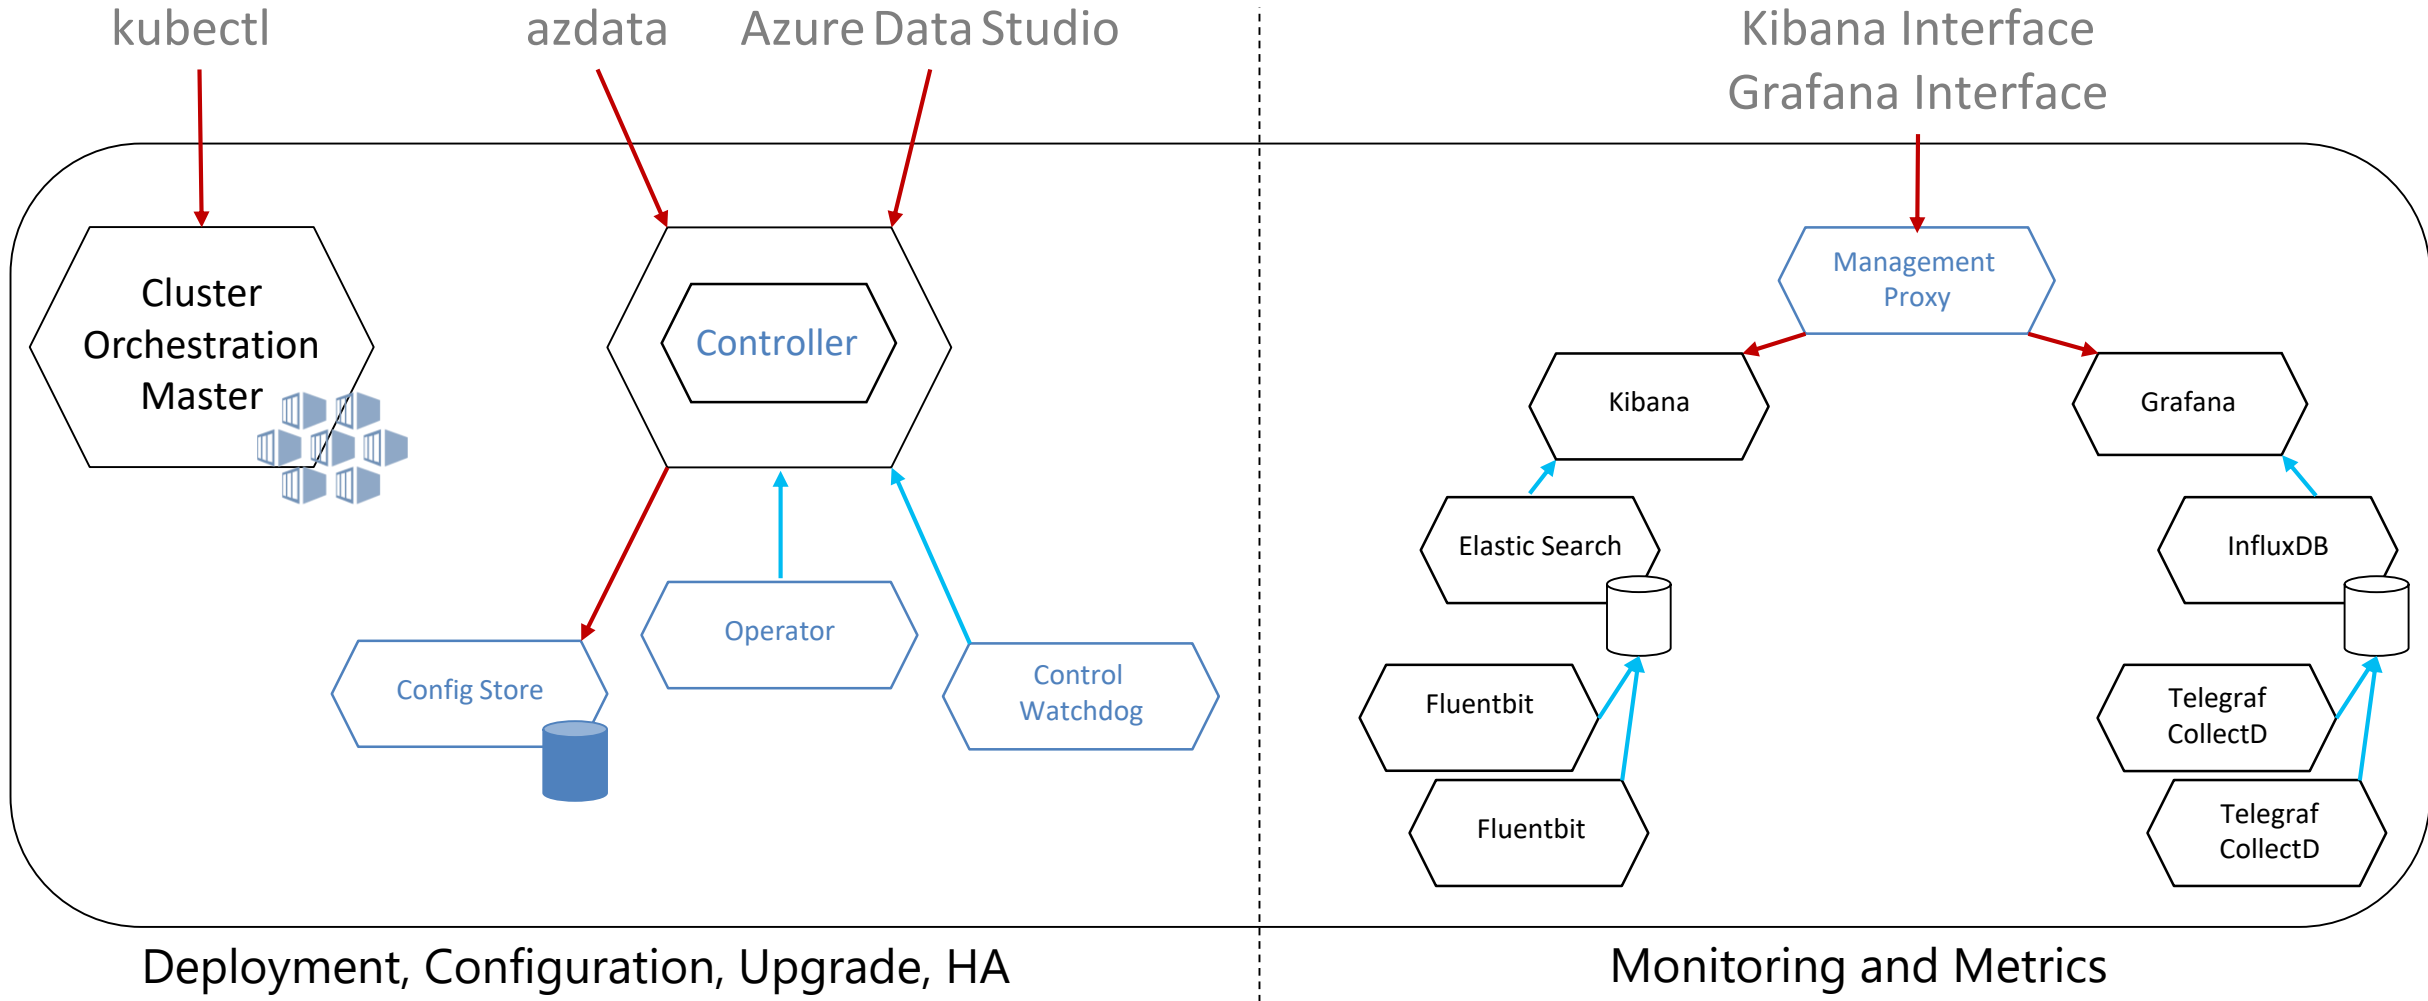 kubectl
azdata
Azure Data Studio
Kibana Interface
Grafana Interface
Cluster
Orchestration
Master
Controller
Config Store
Operator
Control
Watchdog
Management
Proxy
Kibana
Grafana
Elastic Search
InfluxDB
Fluentbit
Fluentbit
Telegraf
CollectD
Telegraf
CollectD
Deployment, Configuration, Upgrade, HA
Monitoring and Metrics